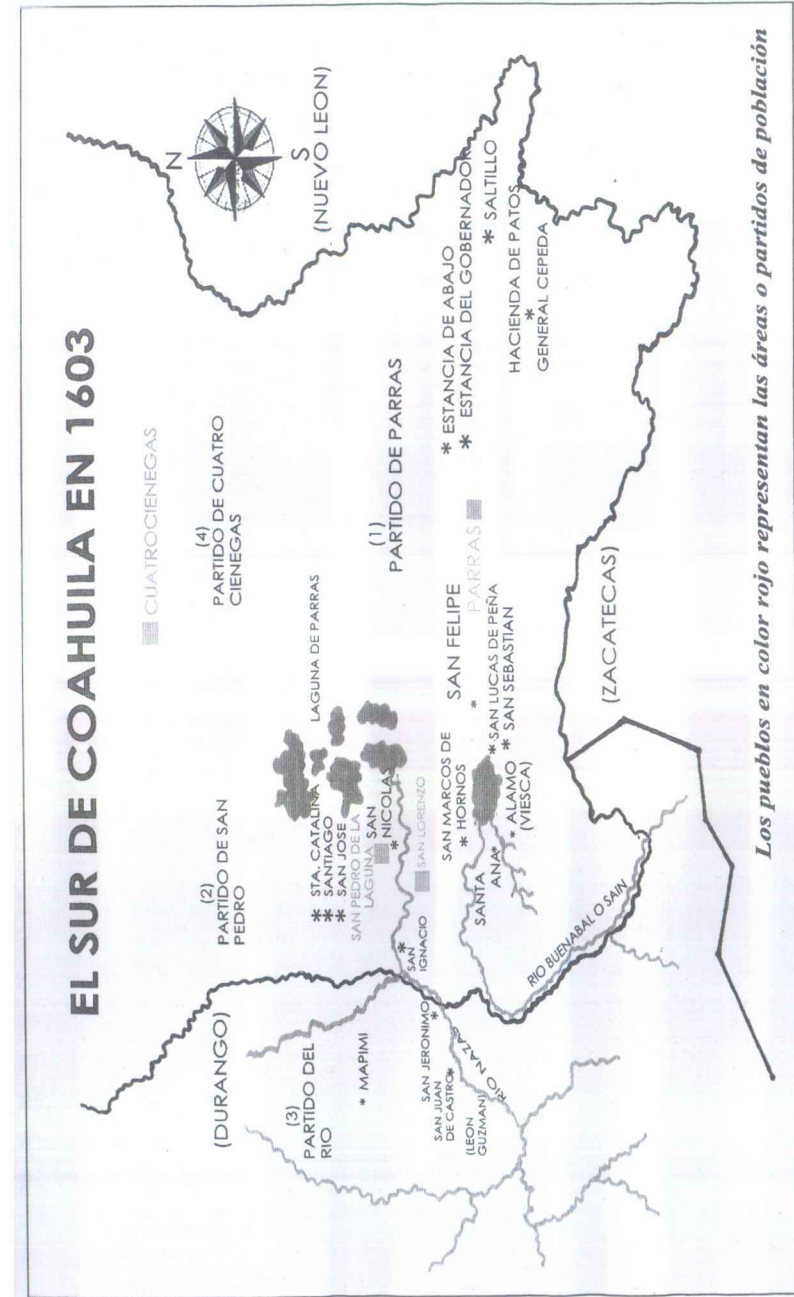 EL SUR DE COAHUILA EN 1603
N
S
(NUEVO LEON)
CUATROCIENEGAS
(4)
PARTIDO DE CUATRO
CIENEGAS
(2)
PARTIDO DE SAN
PEDRO
(DURANGO)
(3)
PARTIDO DEL
RIO
* MAPIMI
* STA. CATALINA
* SANTIAGO
* SAN JOSE
SAN PEDRO DE LA
LAGUNA
LAGUNA DE PARRAS
SAN
NICOLAS
*
(1)
PARTIDO DE PARRAS
*
SAN
IGNACIO
SAN LORENZO
SAN JERONIMO
*
SAN JUAN
DE CASTRO*
(LEON
GUZMAN)
RIO NAZAS
SAN MARCOS DE
* HORNOS
SAN FELIPE
*
PARRAS
SANTA
ANA*
* SAN LUCAS DE PEÑA
* ALAMO
(VIESCA)
* SAN SEBASTIAN
* ESTANCIA DE ABAJO
* ESTANCIA DEL GOBERNADOR
* SALTILLO
HACIENDA DE PATOS
*
GENERAL CEPEDA
RIO BUENABAL O SAIN
(ZACATECAS)
Los pueblos en color rojo representan las áreas o partidos de población